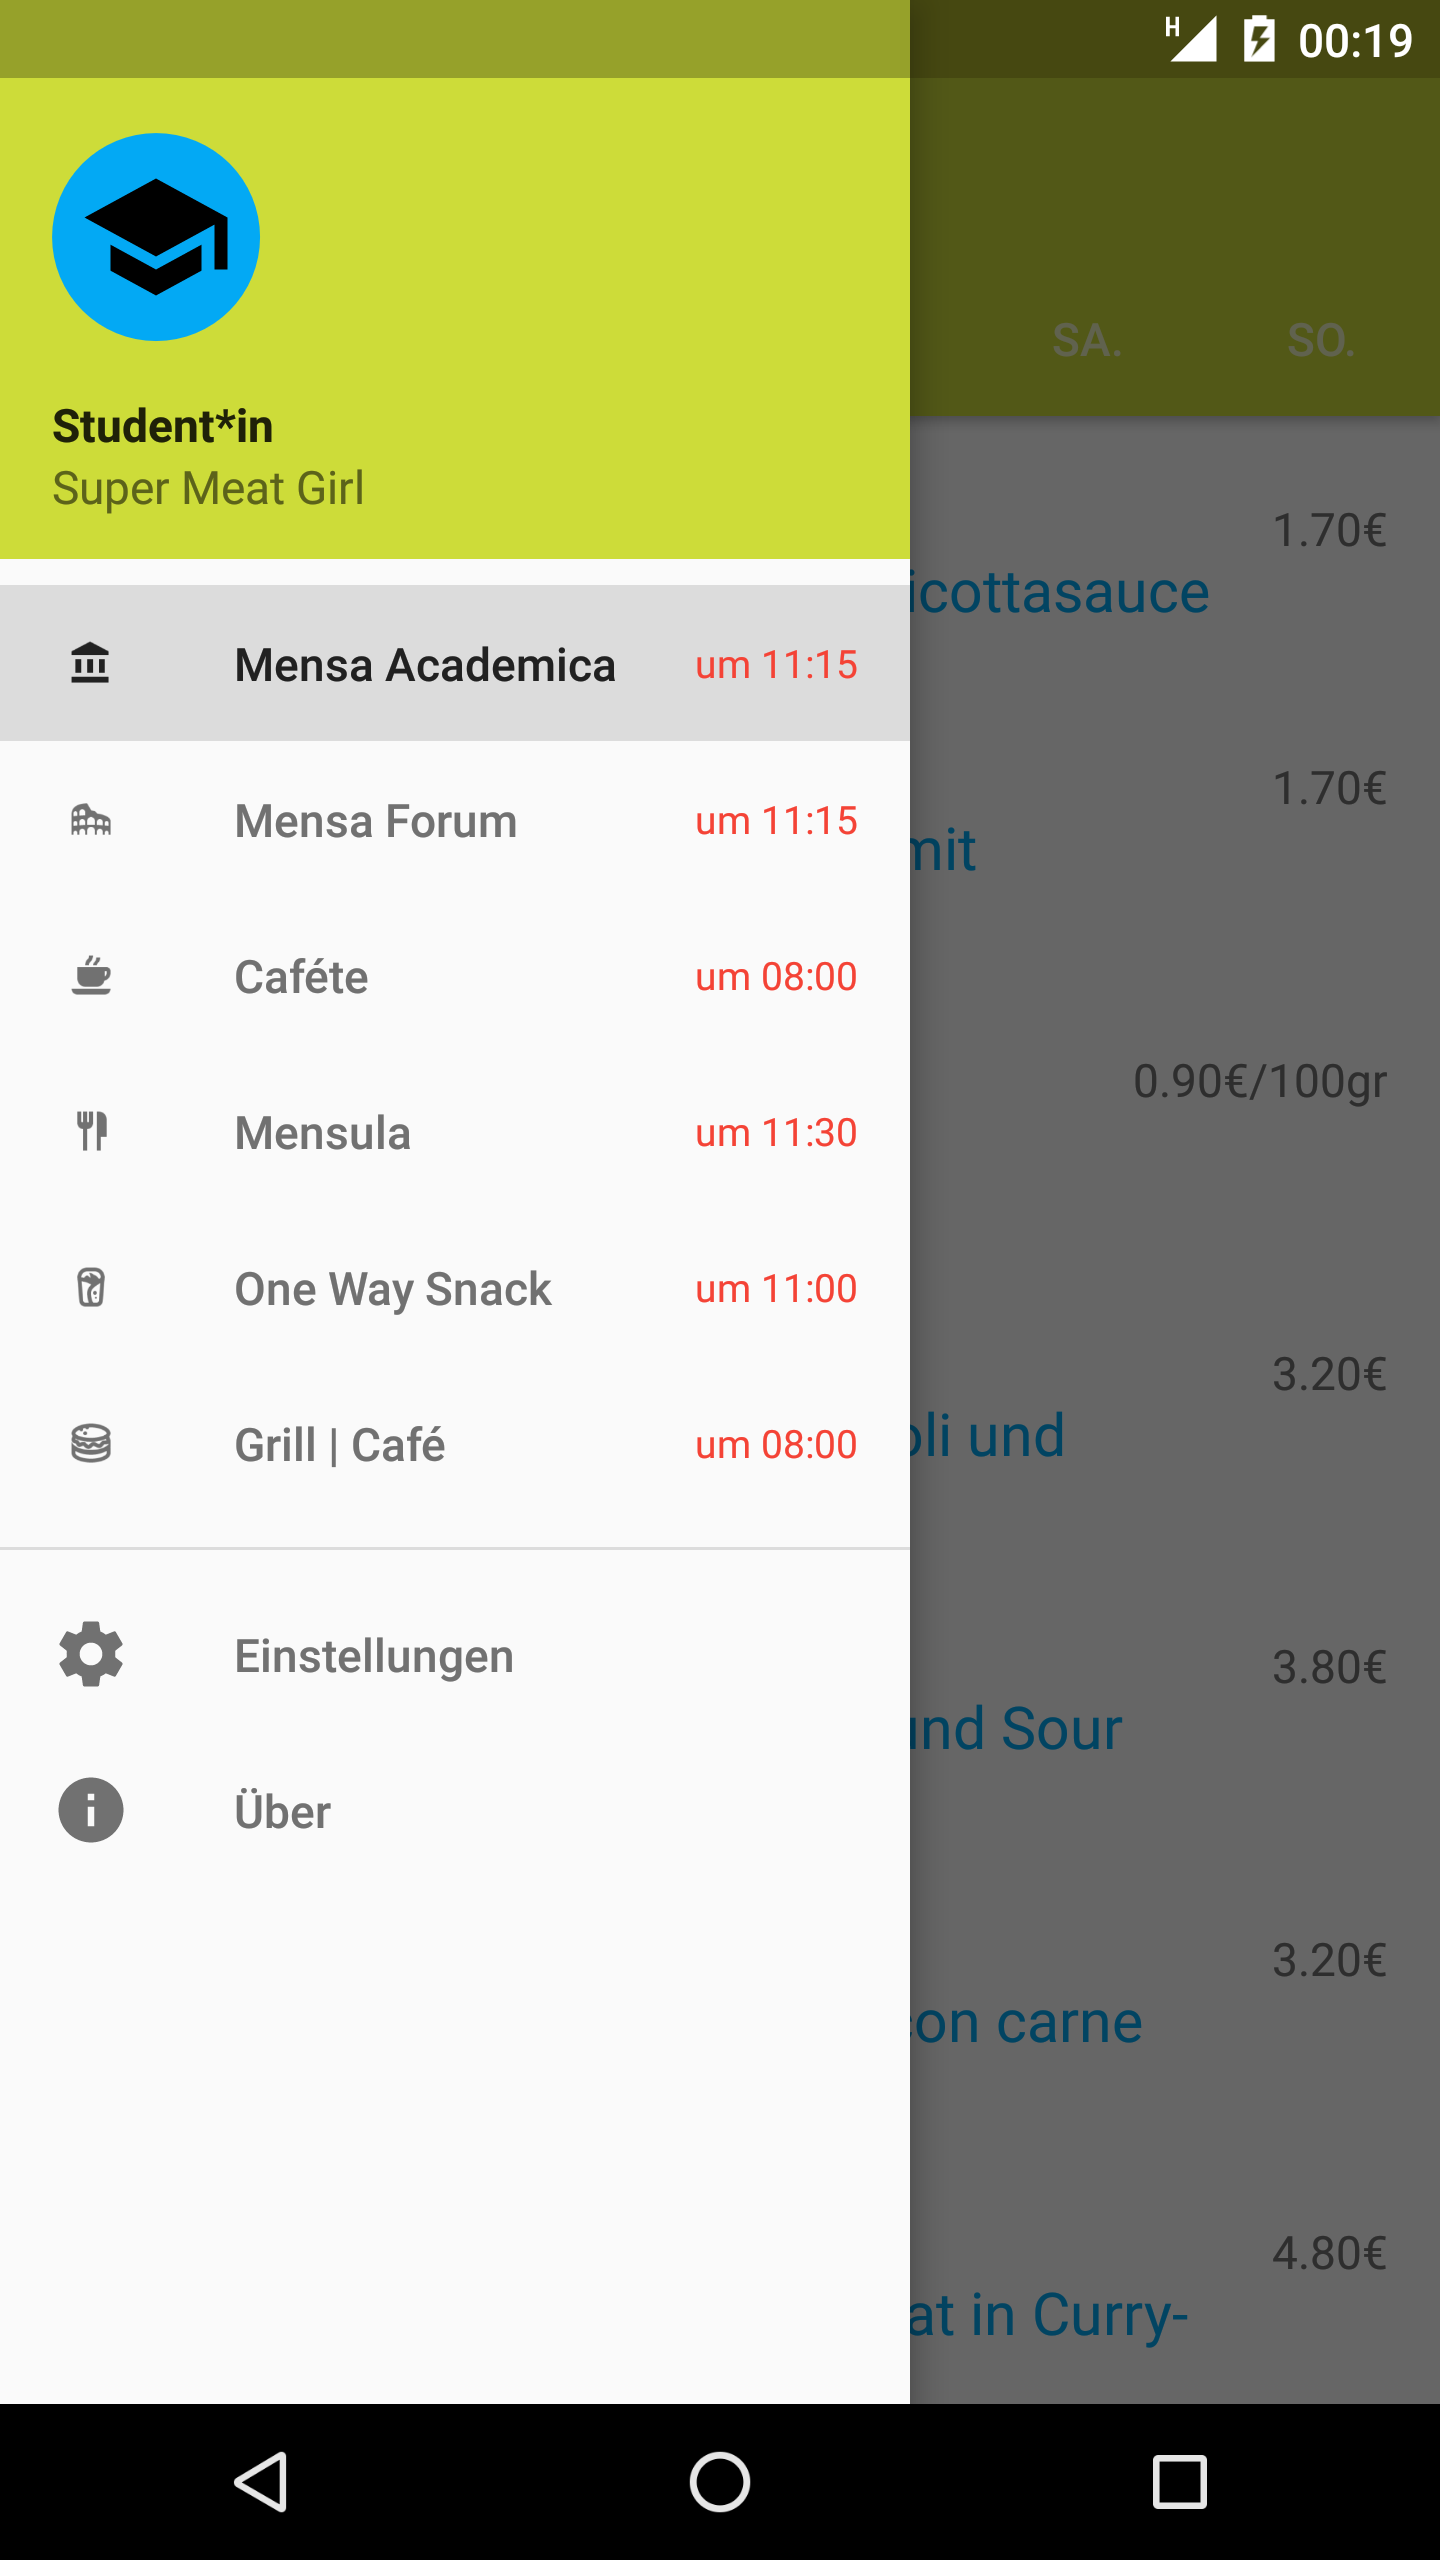 H 00:19
SA. SO.
Student*in
Super Meat Girl
Mensa Academica um 11:15
Mensa Forum um 11:15
Caféte um 08:00
Mensula um 11:30
One Way Snack um 11:00
Grill | Café um 08:00
Einstellungen
Über
1.70€
icottasauce
1.70€
mit
0.90€/100gr
3.20€
oli und
3.80€
und Sour
3.20€
con carne
4.80€
at in Curry-